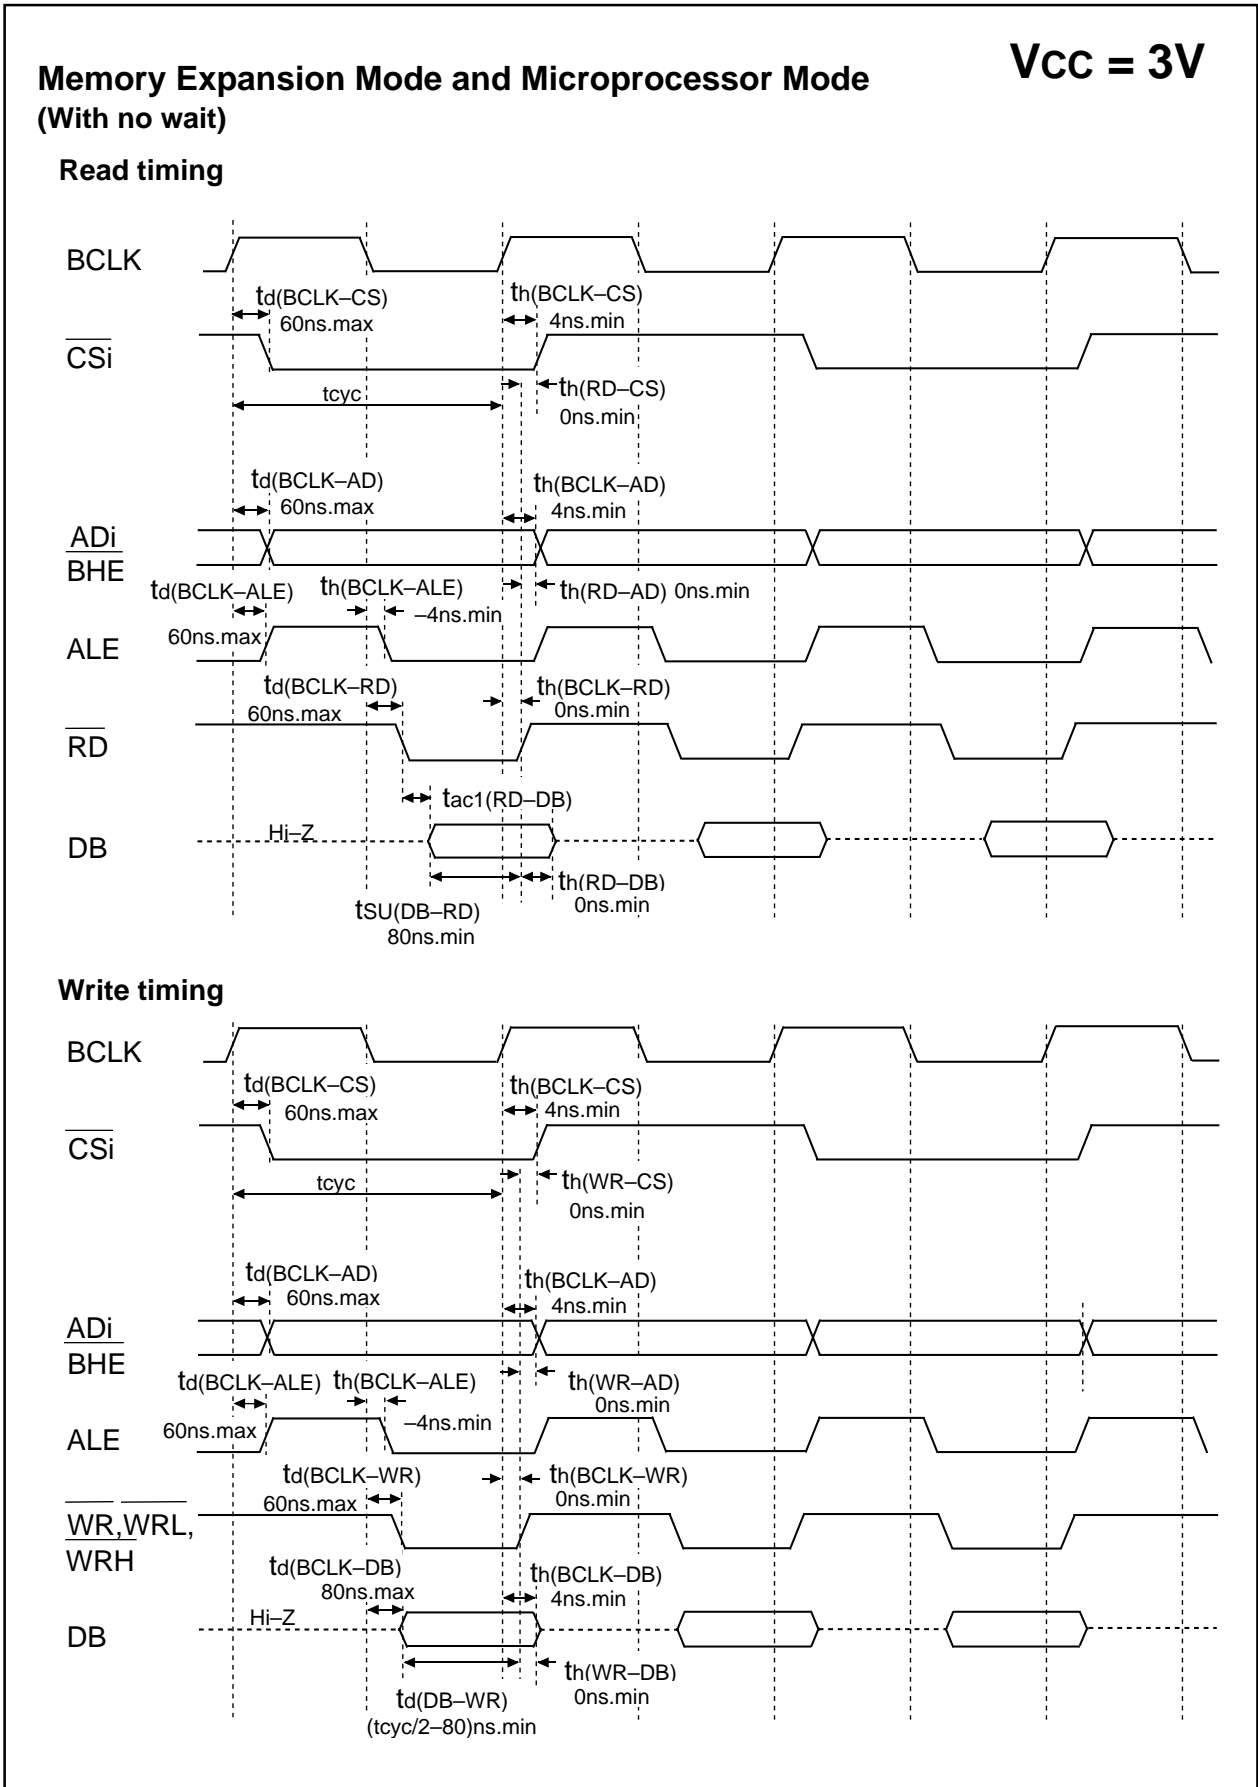 VCC = 3V
Memory Expansion Mode and Microprocessor Mode
(With no wait)
Read timing
BCLK
td(BCLK–CS)
60ns.max
th(BCLK–CS)
4ns.min
CSi
tcyc
th(RD–CS)
0ns.min
td(BCLK–AD)
60ns.max
th(BCLK–AD)
4ns.min
ADi
BHE
td(BCLK–ALE)
60ns.max
th(BCLK–ALE)
–4ns.min
th(RD–AD) 0ns.min
ALE
td(BCLK–RD)
60ns.max
th(BCLK–RD)
0ns.min
RD
tac1(RD–DB)
Hi–Z
DB
th(RD–DB)
0ns.min
tSU(DB–RD)
80ns.min
Write timing
BCLK
td(BCLK–CS)
60ns.max
th(BCLK–CS)
4ns.min
CSi
tcyc
th(WR–CS)
0ns.min
td(BCLK–AD)
60ns.max
th(BCLK–AD)
4ns.min
ADi
BHE
td(BCLK–ALE)
60ns.max
th(BCLK–ALE)
–4ns.min
th(WR–AD)
0ns.min
ALE
td(BCLK–WR)
60ns.max
th(BCLK–WR)
0ns.min
WR,WRL,
WRH
td(BCLK–DB)
80ns.max
th(BCLK–DB)
4ns.min
Hi–Z
DB
th(WR–DB)
0ns.min
td(DB–WR)
(tcyc/2–80)ns.min